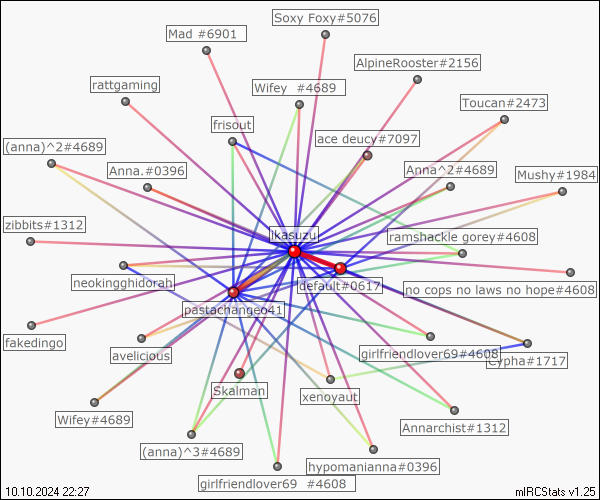 Soxy Foxy#5076
Mad #6901
AlpineRooster#2156
rattgaming
Wifey #4689
Toucan#2473
frisout
ace deucy#7097
(anna)^2#4689
Anna.#0396
Anna^2#4689
Mushy#1984
zibbits#1312
jkasuzu
ramshackle gorey#4608
neokingghidorah
default#0617
no cops no laws no hope#4608
pastachangeo41
fakedingo
avelicious
girlfriendlover69#4608
Cypha#1717
Skalman
xenoyaut
Wifey#4689
Annarchist#1312
(anna)^3#4689
hypomanianna#0396
girlfriendlover69 #4608
10.10.2024 22:27
mIRCStats v1.25